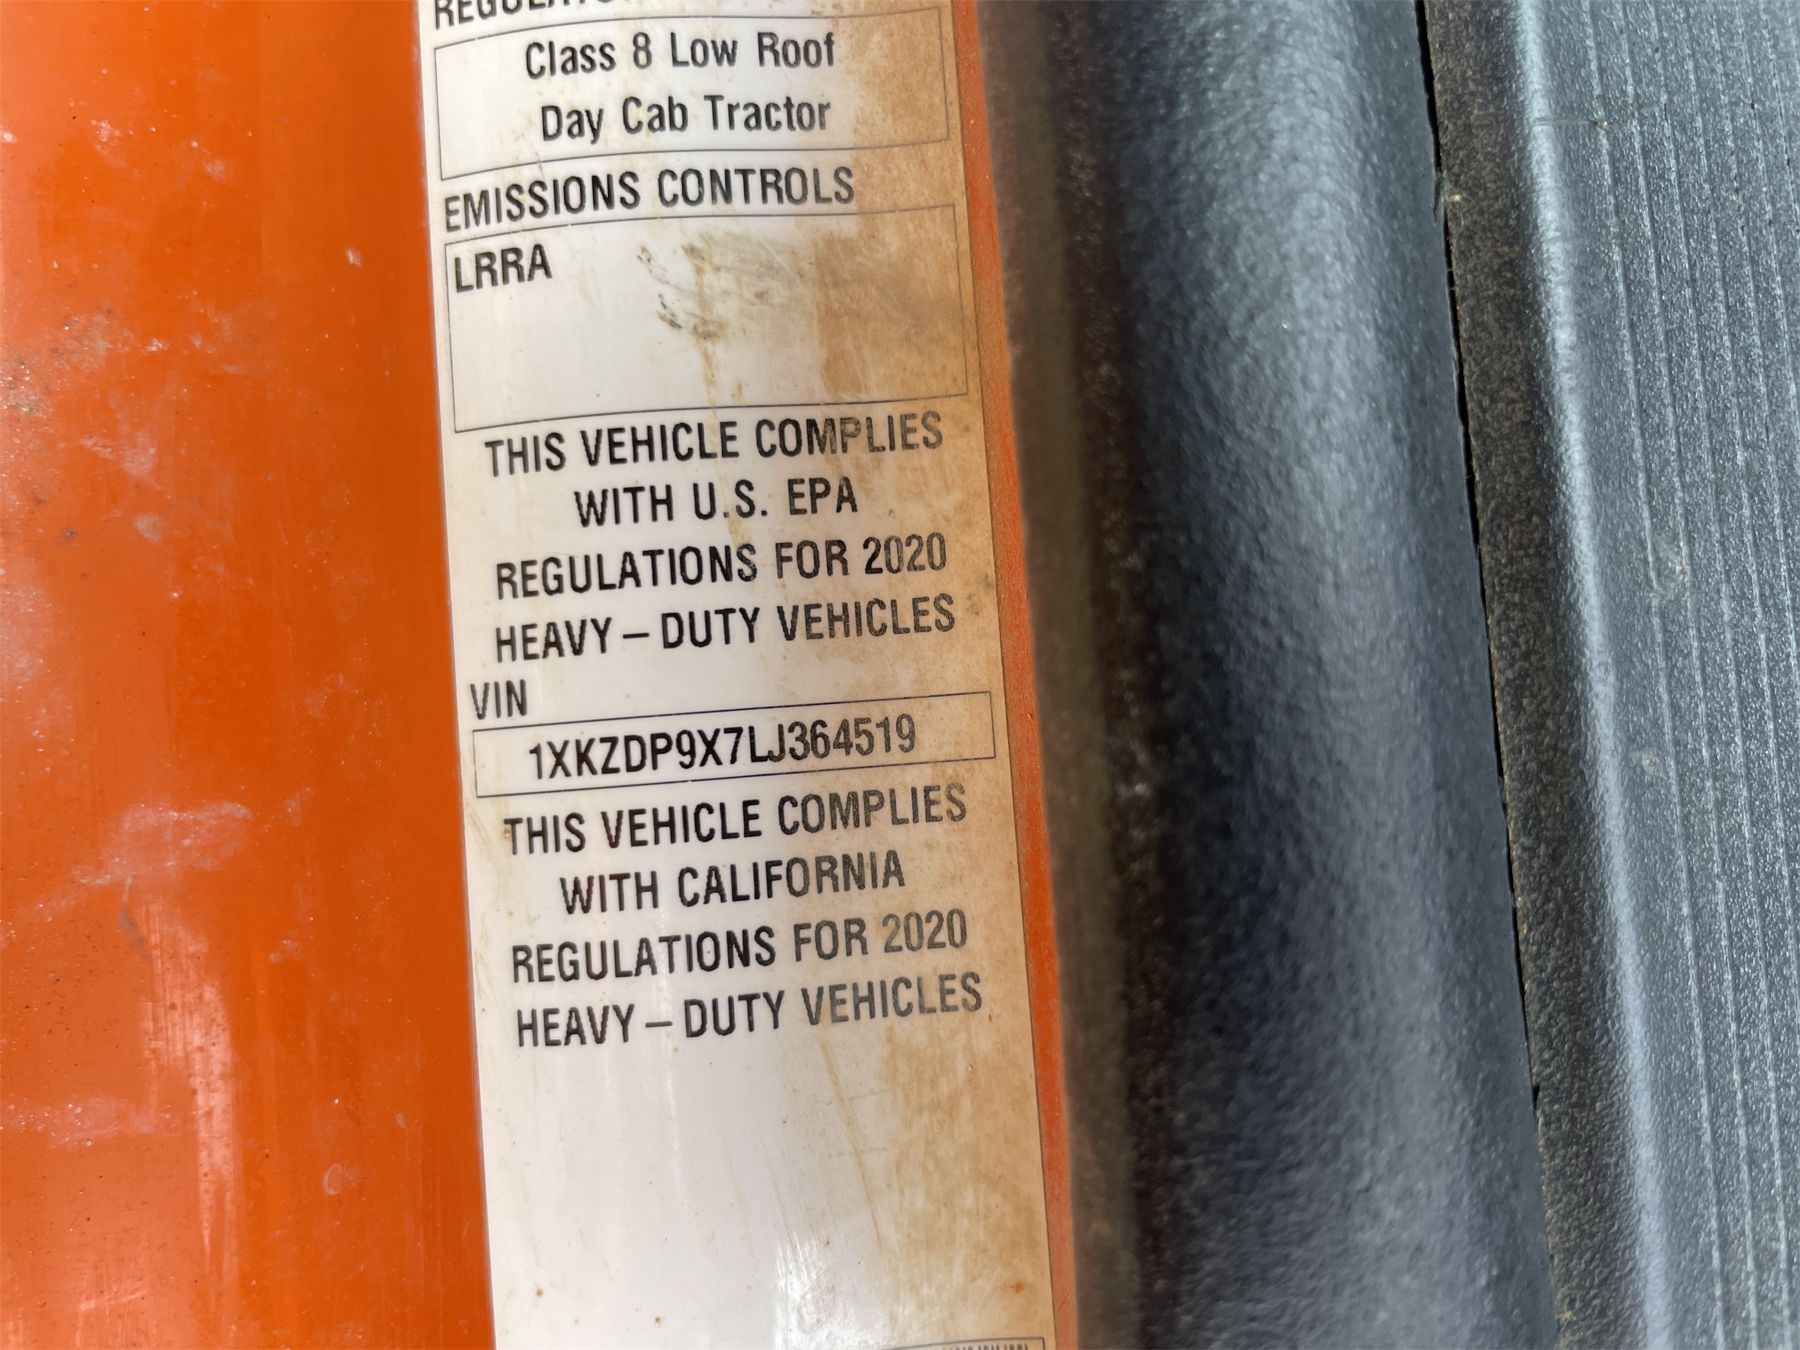 Class 8 Low Roof
Day Cab Tractor
EMISSIONS CONTROLS
LRRA
THIS VEHICLE COMPLIES
WITH U.S. EPA
REGULATIONS FOR 2020
HEAVY – DUTY VEHICLES
VIN
1XKZDP9X7LJ364519
THIS VEHICLE COMPLIES
WITH CALIFORNIA
REGULATIONS FOR 2020
HEAVY – DUTY VEHICLES